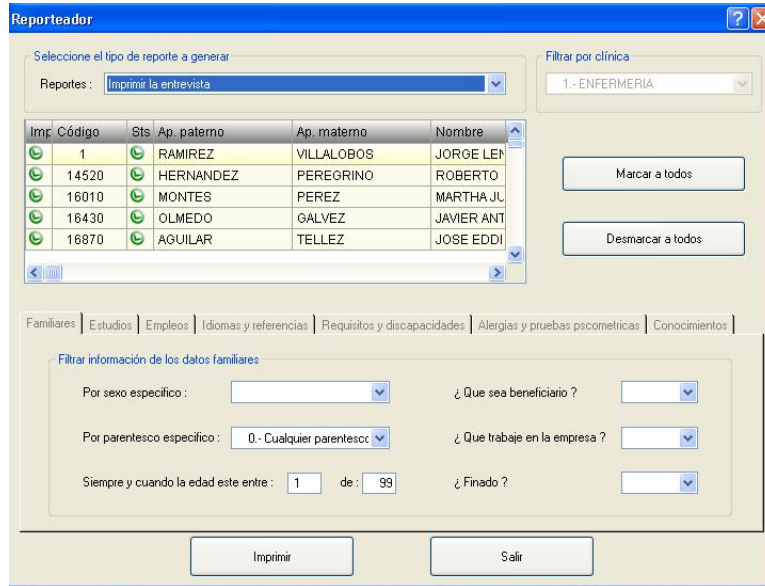 Reporteador
Seleccione el tipo de reporte a generar
Reportes : Imprimir la entrevista
Filtrar por clínica
1.- ENFERMERIA
Imp Código Sts Ap. paterno Ap. materno Nombre
1 RAMIREZ VILLALOBOS JORGE LEN
14520 HERNANDEZ PEREGRINO ROBERTO
16010 MONTES PEREZ MARTHA JU
16430 OLMEDO GALVEZ JAVIER ANT
16870 AGUILAR TELLEZ JOSE EDDI
Marcar a todos
Desmarcar a todos
Familiares Estudios Empleos Idiomas y referencias Requisitos y discapacidades Alergias y pruebas pscometricas Conocimientos
Filtrar información de los datos familiares
Por sexo especifico : ¿ Que sea beneficiario ?
Por parentesco especifico : 0.- Cualquier parentesco ¿ Que trabaje en la empresa ?
Siempre y cuando la edad este entre : 1 de : 99 ¿ Finado ?
Imprimir Salir